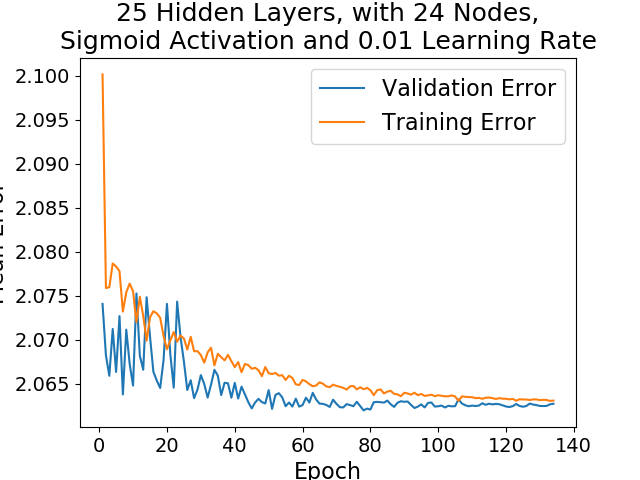 25 Hidden Layers, with 24 Nodes,
Sigmoid Activation and 0.01 Learning Rate
Validation Error
Training Error
2.100
2.095
2.090
2.085
2.080
2.075
2.070
2.065
0 20 40 60 80 100 120 140
Epoch